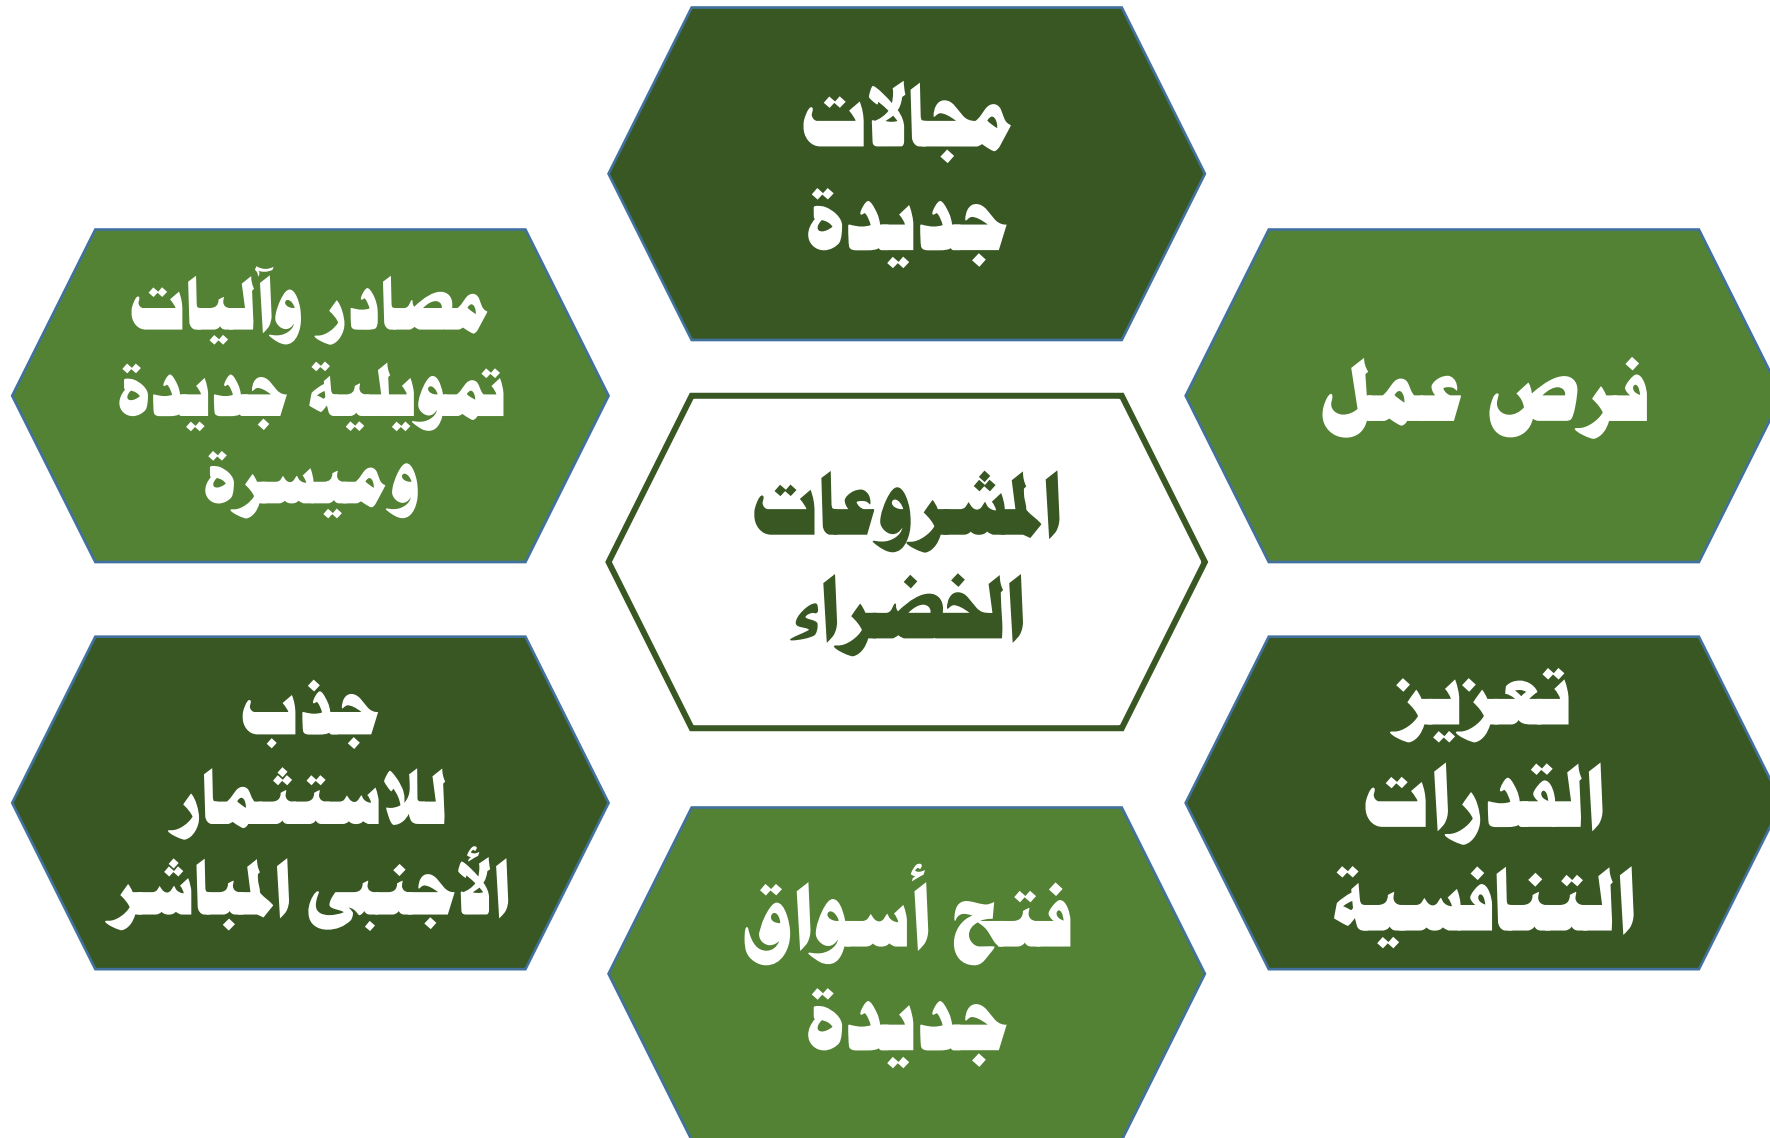 مجالات
جديدة
فرص عمل
مصادر وآليات
تمويلية جديدة
وميسرة
المشروعات
الخضراء
تعزيز
القدرات
التنافسية
جذب
للاستثمار
الأجنبى المباشر
فتح أسواق
جديدة